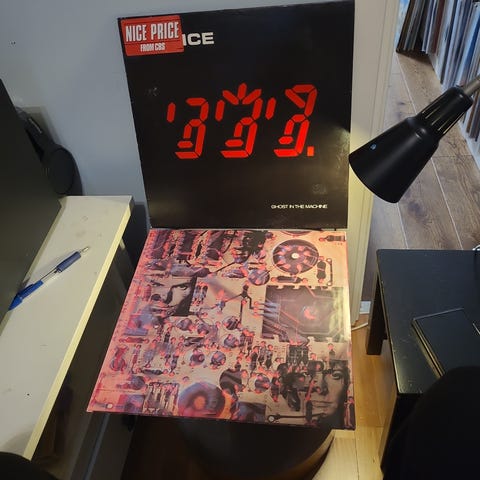 NICE PRICE
FROM CBS
ICE
GHOST IN THE MACHINE